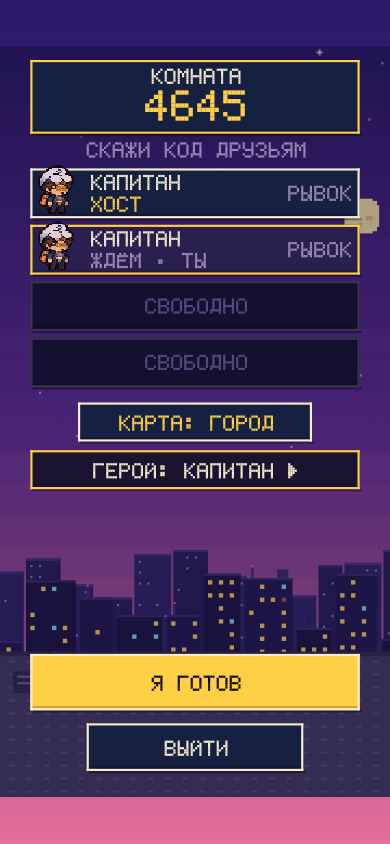 КОМНАТА
4645
СКАЖИ КОД ДРУЗЬЯМ
КАПИТАН
ХОСТ
РЫВОК
КАПИТАН
ЖДЁМ · ТЫ
РЫВОК
СВОБОДНО
СВОБОДНО
КАРТА: ГОРОД
ГЕРОЙ: КАПИТАН
Я ГОТОВ
ВЫЙТИ